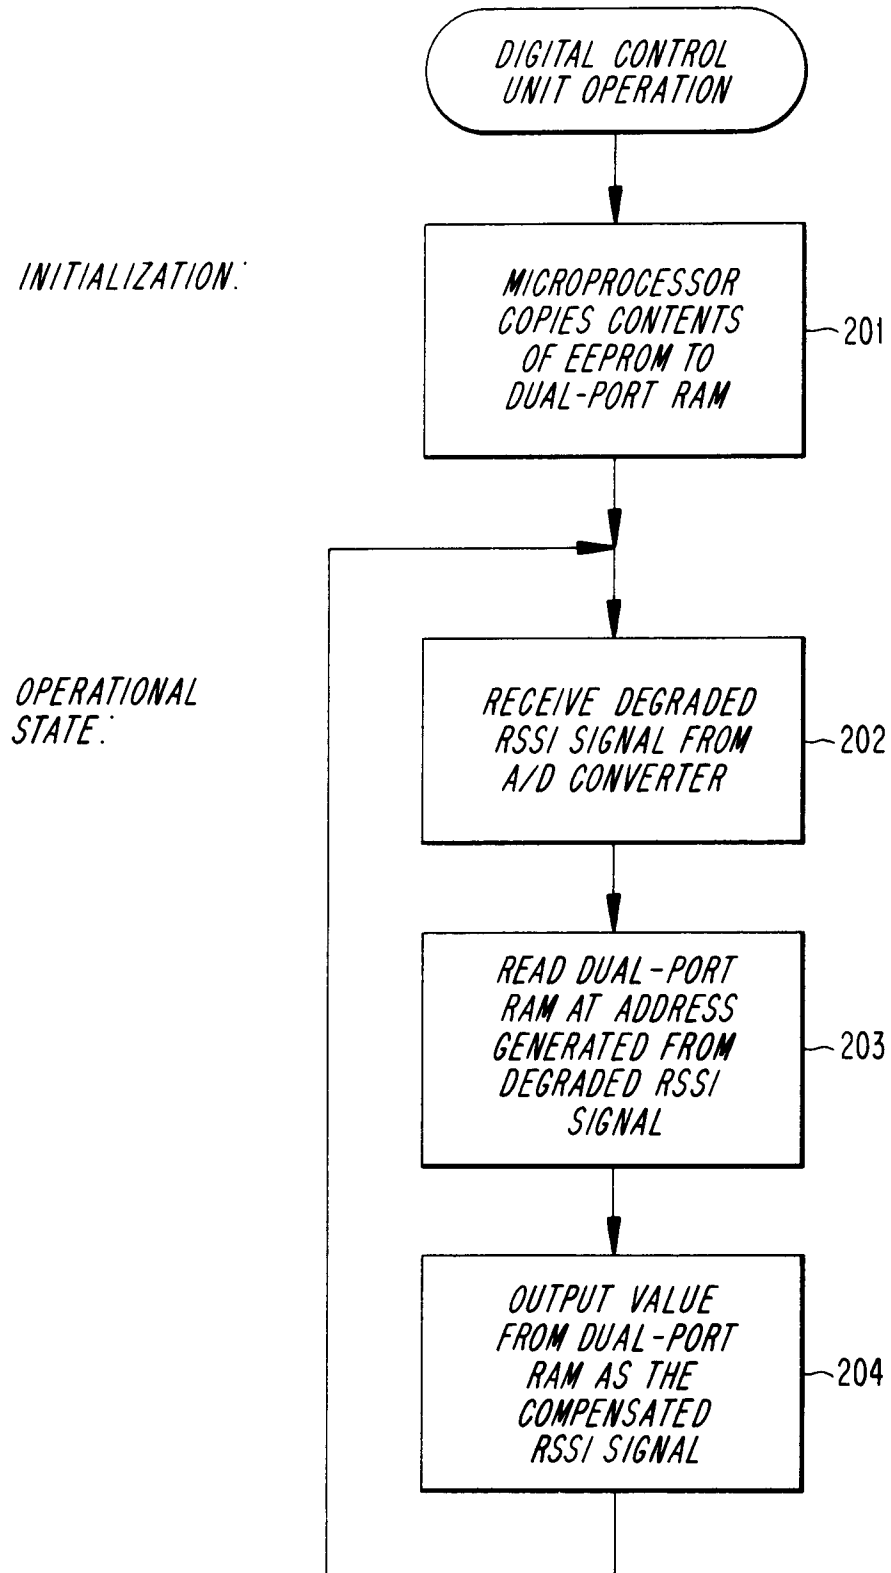 DIGITAL CONTROL
UNIT OPERATION
INITIALIZATION:
MICROPROCESSOR
COPIES CONTENTS
OF EEPROM TO
DUAL-PORT RAM
201
OPERATIONAL
STATE:
RECEIVE DEGRADED
RSSI SIGNAL FROM
A/D CONVERTER
202
READ DUAL-PORT
RAM AT ADDRESS
GENERATED FROM
DEGRADED RSSI
SIGNAL
203
OUTPUT VALUE
FROM DUAL-PORT
RAM AS THE
COMPENSATED
RSSI SIGNAL
204